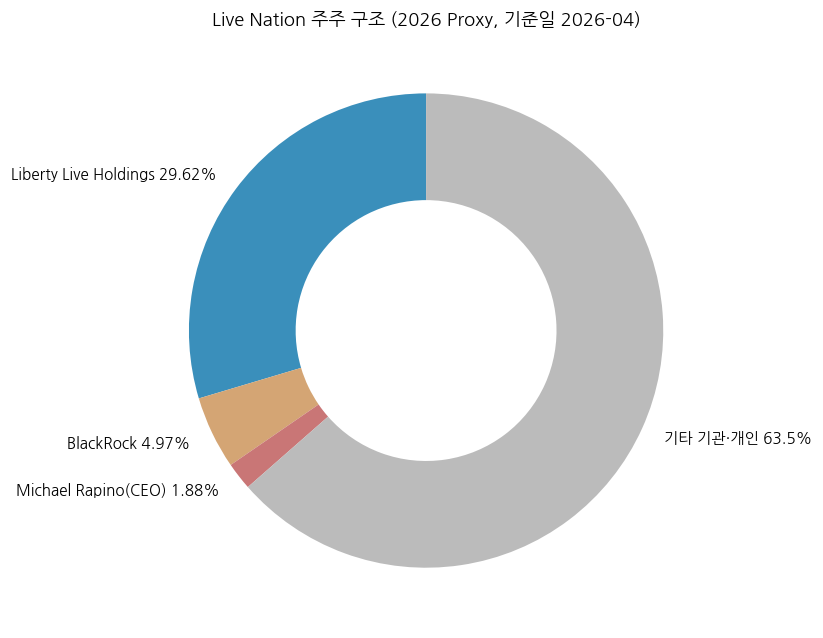 Live Nation 주주 구조 (2026 Proxy, 기준일 2026-04)
Liberty Live Holdings 29.62%
BlackRock 4.97%
Michael Rapino(CEO) 1.88%
기타 기관·개인 63.5%